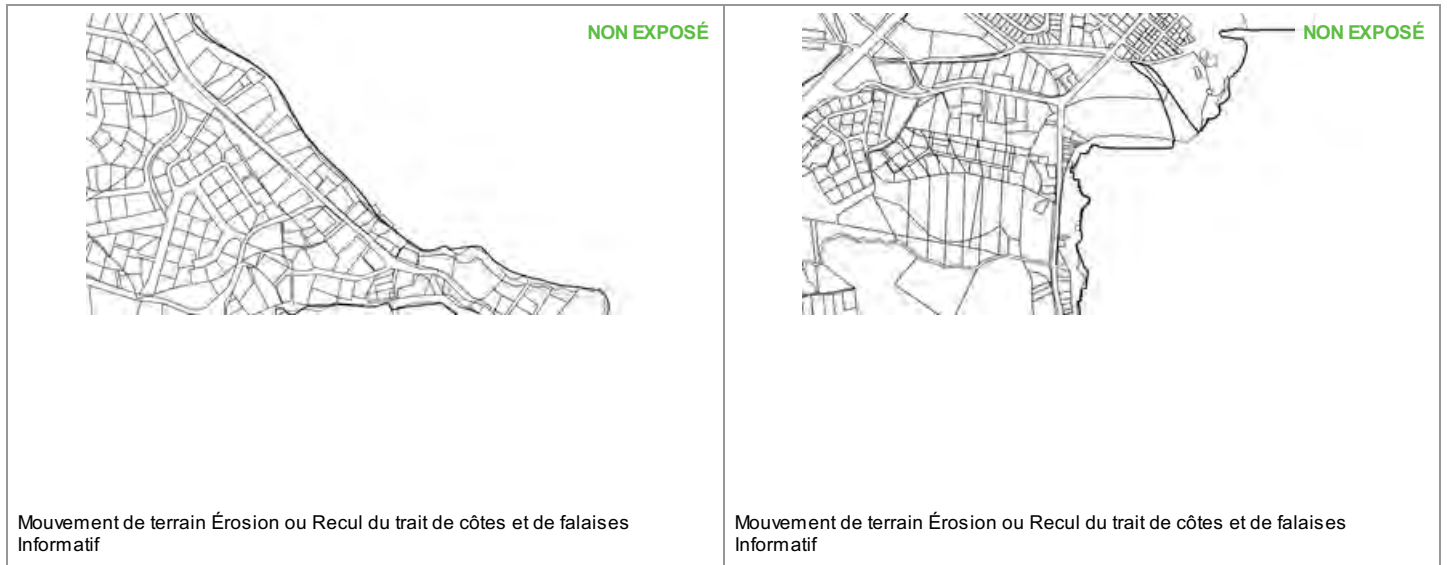 NON EXPOSÉ
Mouvement de terrain Érosion ou Recul du trait de côtes et de falaises
Informatif
NON EXPOSÉ
Mouvement de terrain Érosion ou Recul du trait de côtes et de falaises
Informatif